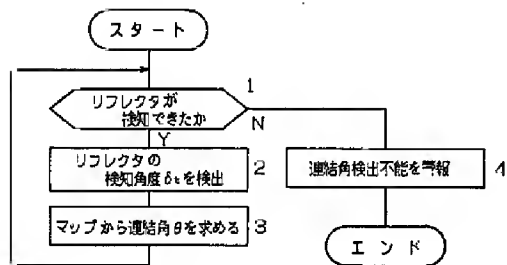 スタート
1
リフレクタが
検知できたか
N
Y
リフレクタの
検知角度δtを検出
2
連結角検出不能を警報
4
マップから連結角θを求める
3
エンド